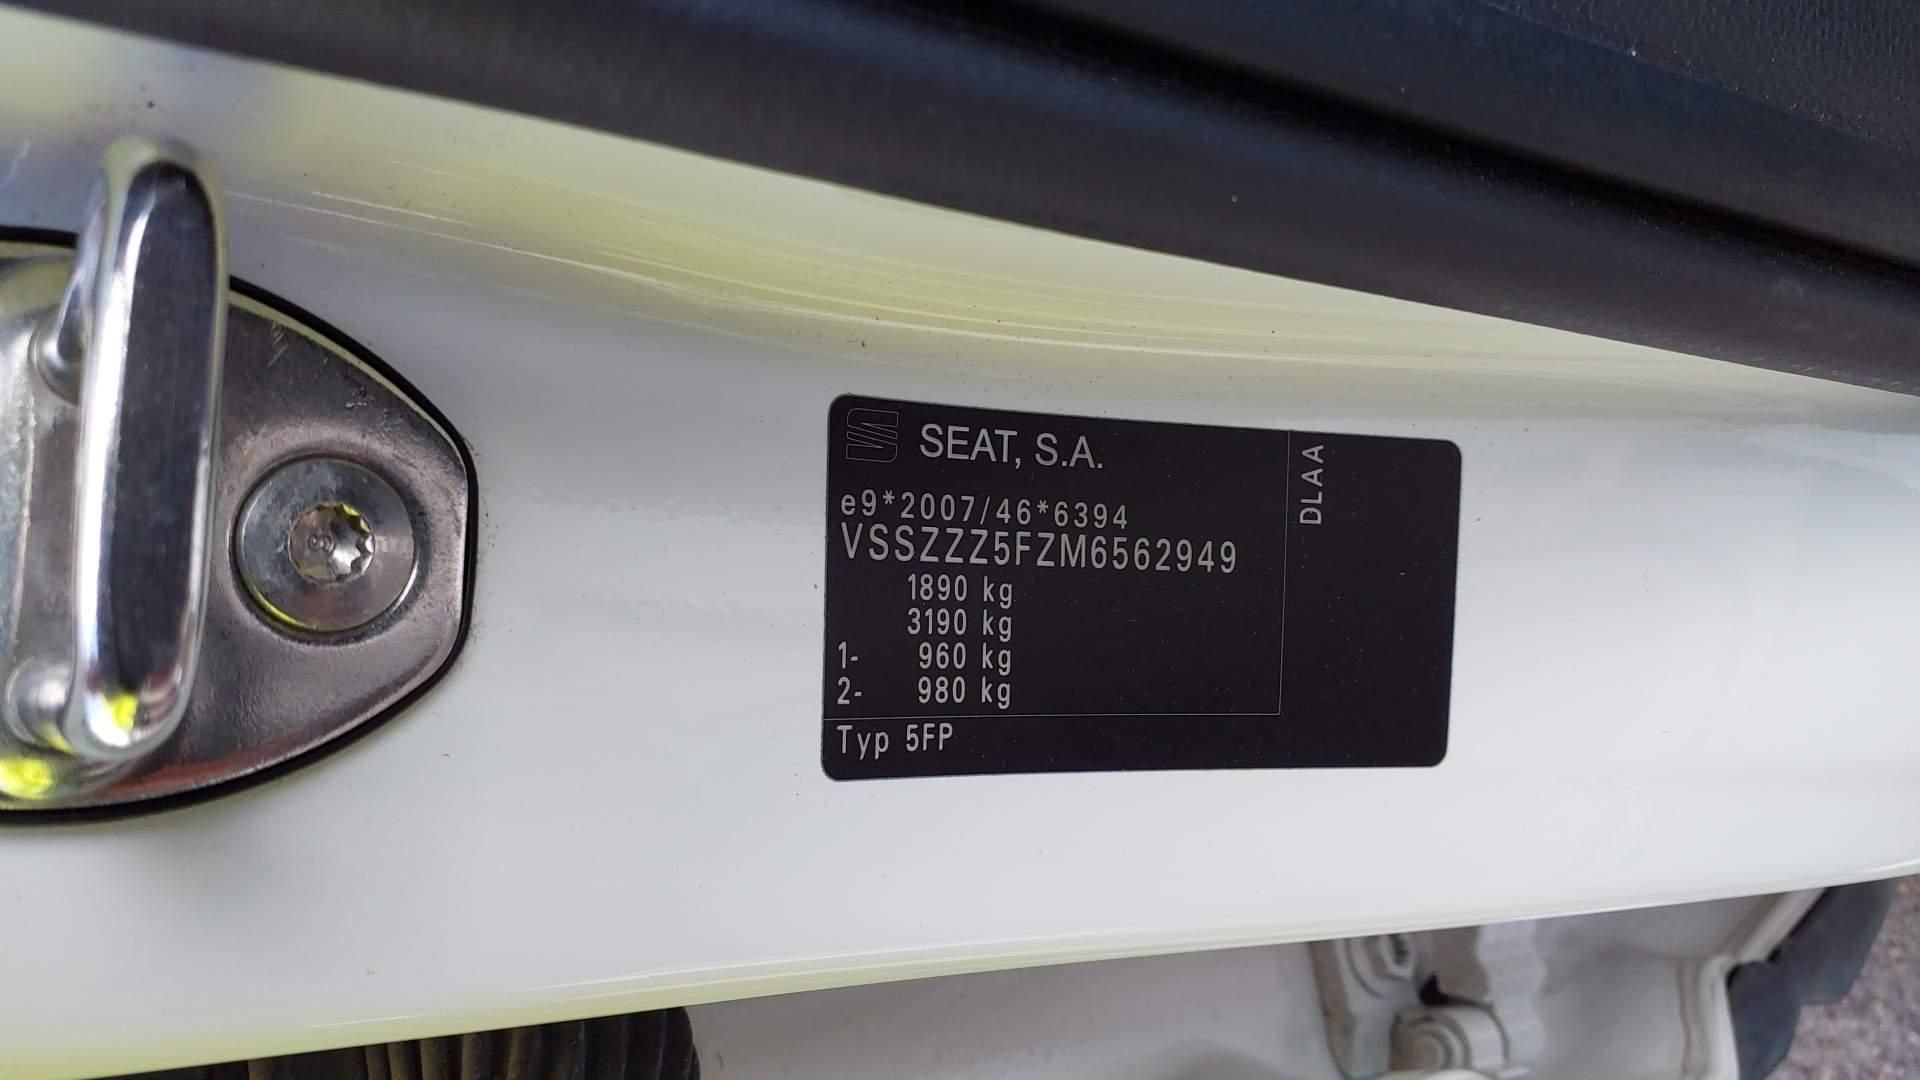 SEAT, S.A.
e9*2007/46*6394
VSSZZZ5FZM6562949
1890 kg
3190 kg
1- 960 kg
2- 980 kg
Typ 5FP
DLAA